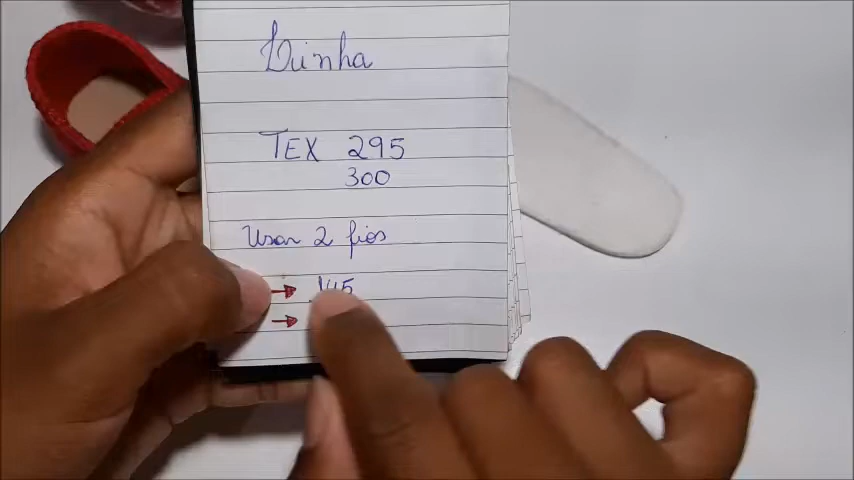 Linha
TEX 295
300
Usar 2 fios
→ 145
→